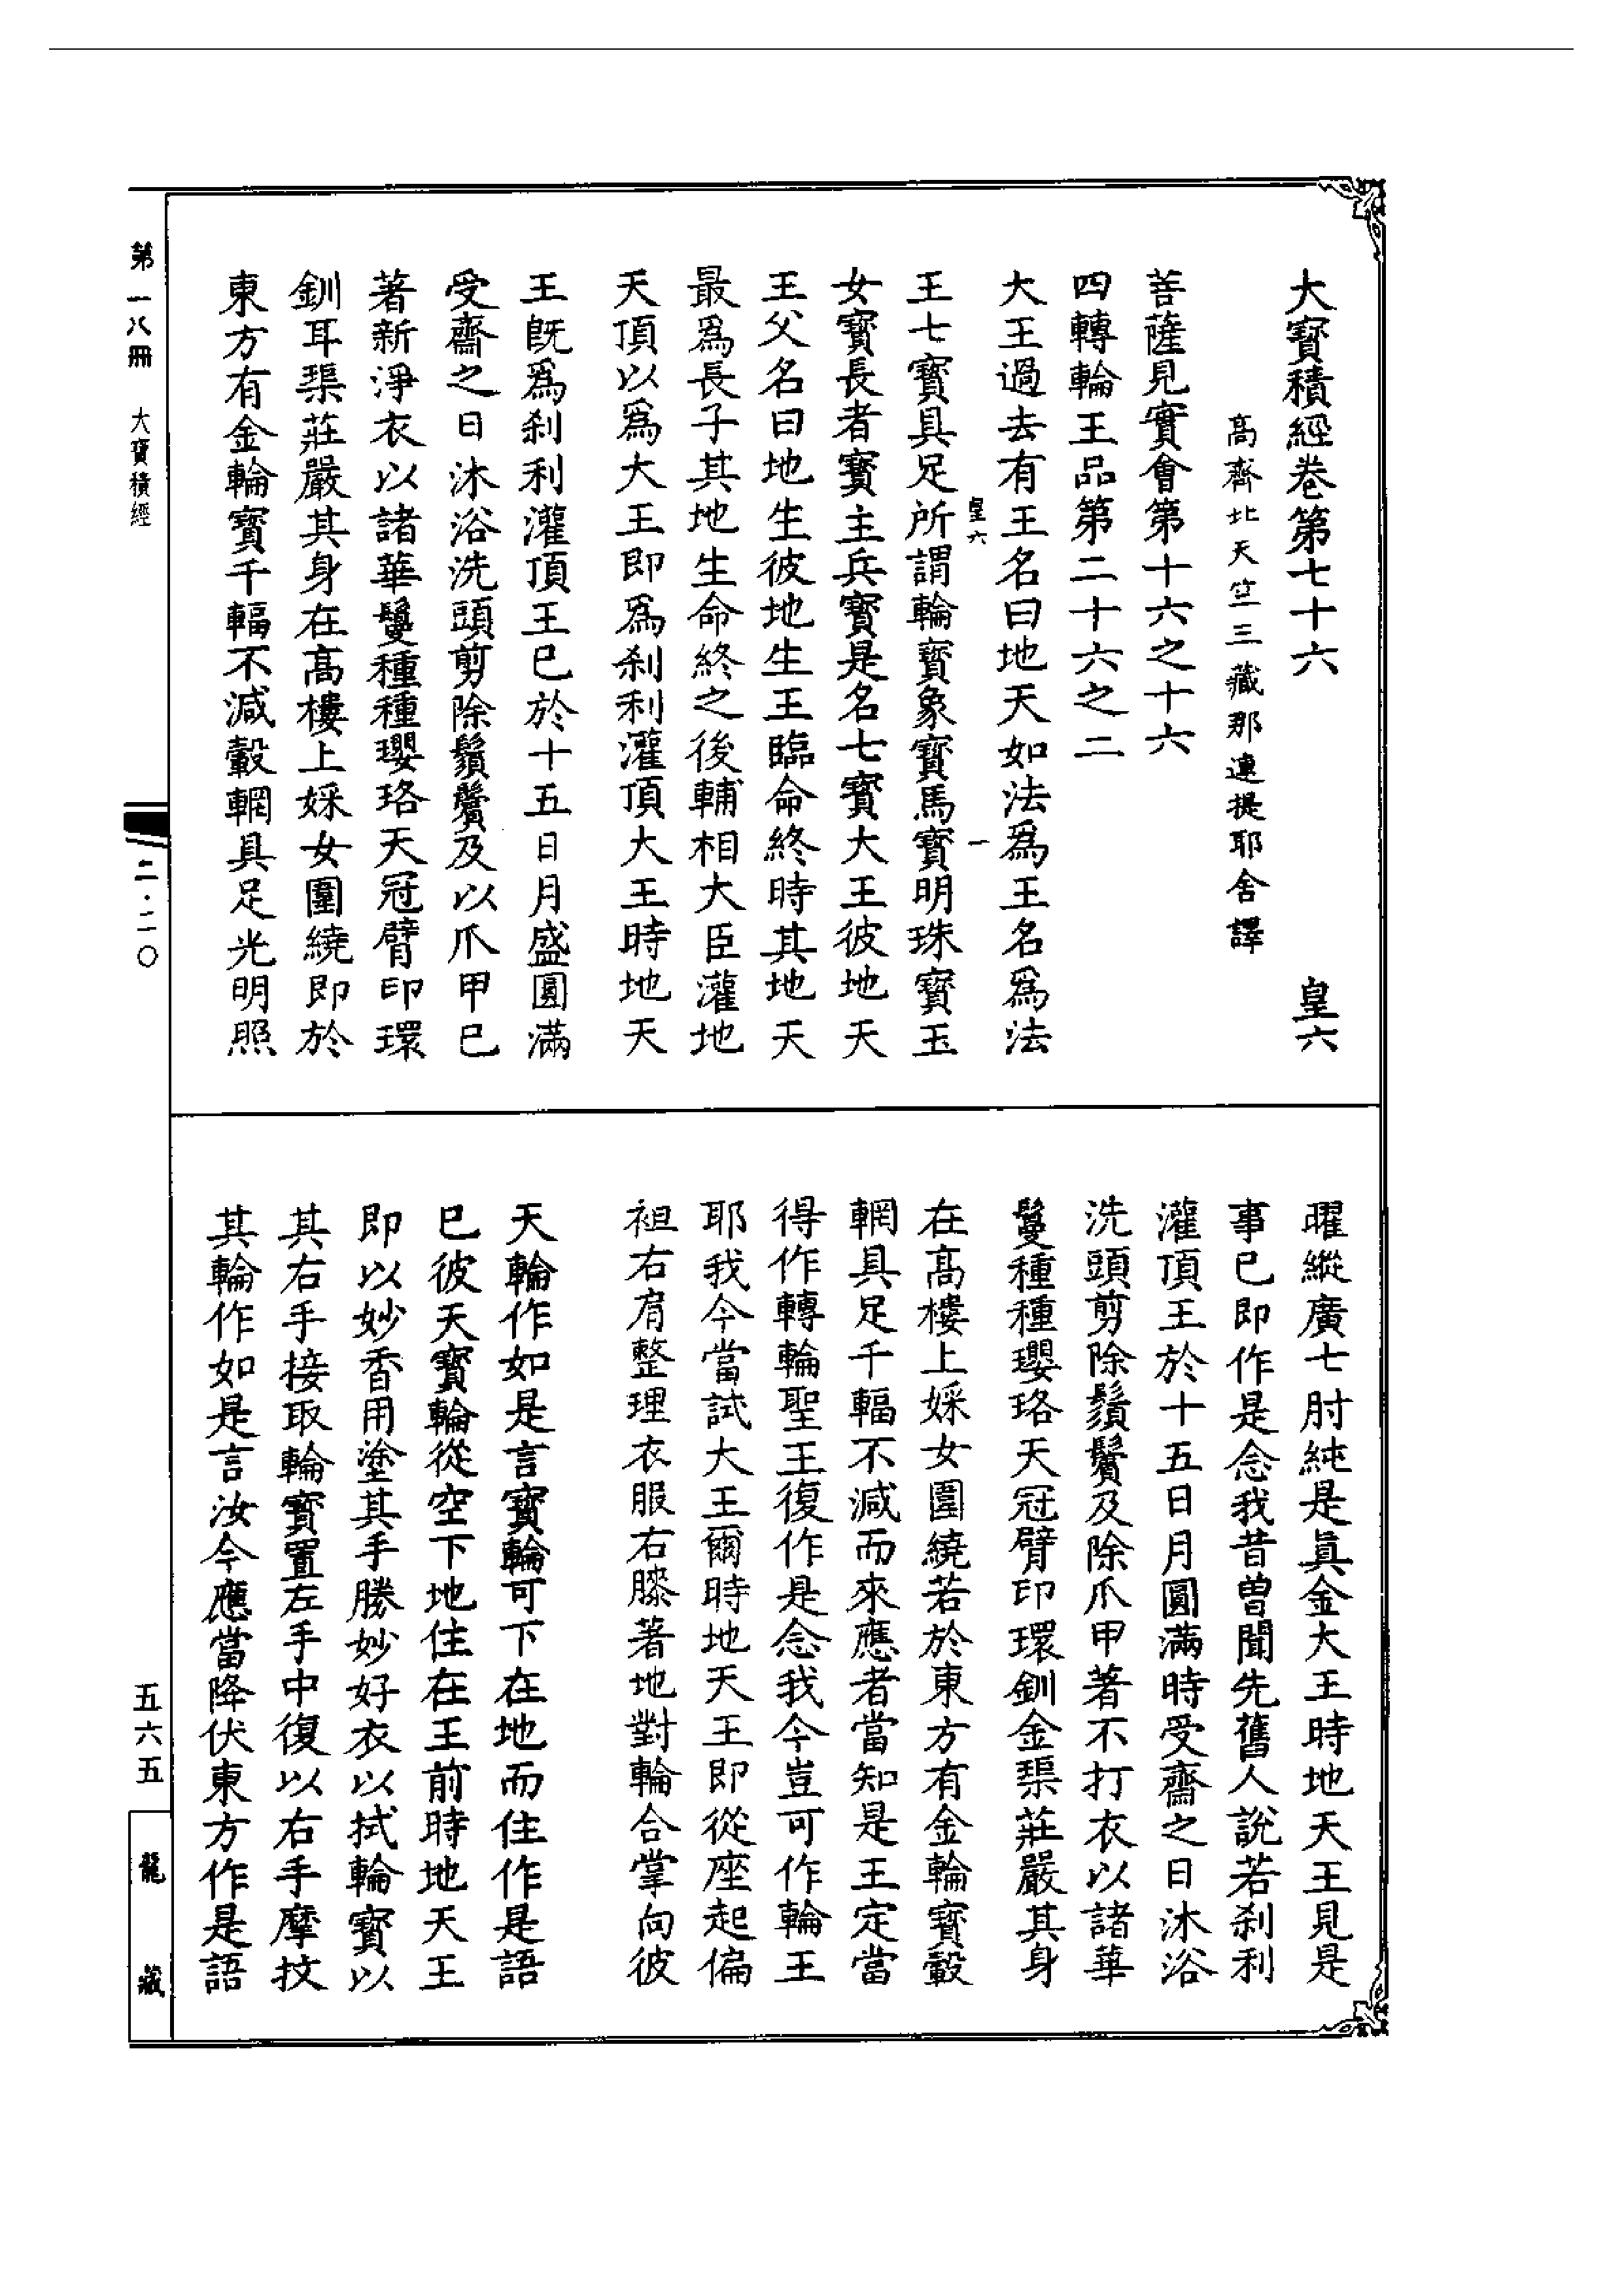 大寶積經卷第七十六　皇六
高齊北天竺三藏那連提耶舍譯
菩薩見實會第十六之十六
四轉輪王品第二十六之二
大王過去有王名曰地天如法爲王名爲法
皇六　一
王七寶具足所謂輪寶象寶馬寶明珠寶玉
女寶長者寶主兵寶是名七寶大王彼地天
王父名曰地生彼地生王臨命終時其地天
最爲長子其地生命終之後輔相大臣灌地
天頂以爲大王即爲刹利灌頂大王時地天
王旣爲刹利灌頂王已於十五日月盛圓滿
受齋之日沐浴洗頭剪除鬚鬢及以爪甲已
著新淨衣以諸華鬘種種瓔珞天冠臂印環
釧耳璖莊嚴其身在高樓上婇女圍繞即於
東方有金輪寶千輻不減轂輞具足光明照
曜縱廣七肘純是真金大王時地天王見是
事已即作是念我昔曾聞先舊人說若刹利
灌頂王於十五日月圓滿時受齋之日沐浴
洗頭剪除鬚鬢及除爪甲著不打衣以諸華
鬘種種瓔珞天冠臂印環釧金璖莊嚴其身
在高樓上婇女圍繞若於東方有金輪寶轂
輞具足千輻不減而來應者當知是王定當
得作轉輪聖王復作是念我今豈可作輪王
耶我今當試大王爾時地天王即從座起偏
袒右肩整理衣服右膝著地對輪合掌向彼
天輪作如是言寶輪可下在地而住作是語
已彼天寶輪從空下地住在王前時地天王
即以妙香用塗其手勝妙好衣以拭輪寶以
其右手接取輪寶置左手中復以右手摩抆
其輪作如是言汝今應當降伏東方作是語
第一八冊　大寶積經
二·二〇
五六五
龍藏